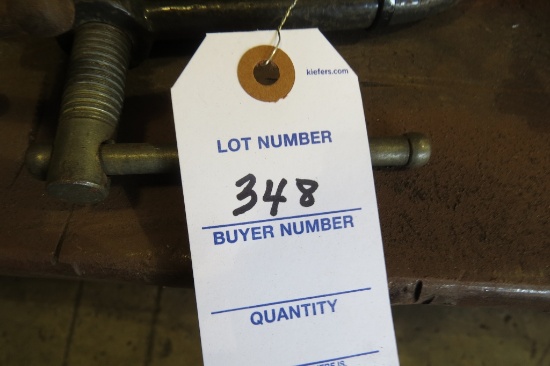 kiefers.com
LOT NUMBER
348
BUYER NUMBER
QUANTITY